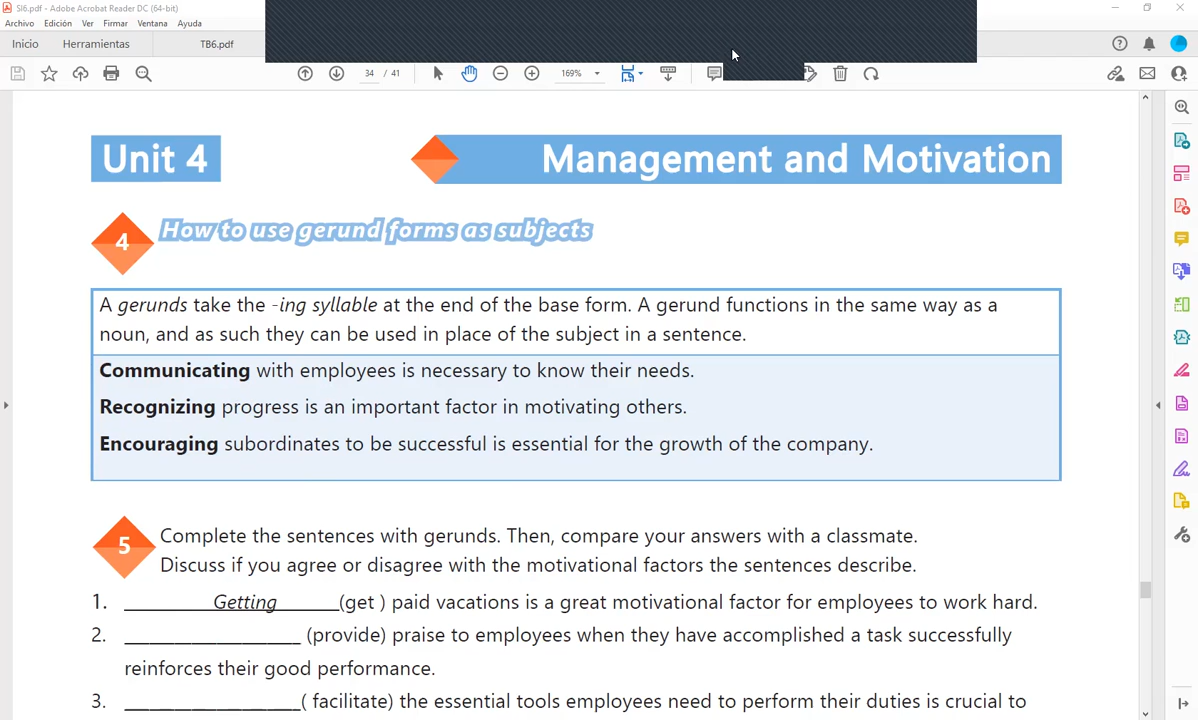 SI6.pdf - Adobe Acrobat Reader DC (64-bit)
Archivo Edición Ver Firmar Ventana Ayuda
Inicio Herramientas TB6.pdf
34 / 41 169%
Unit 4 Management and Motivation
4 How to use gerund forms as subjects
A gerunds take the -ing syllable at the end of the base form. A gerund functions in the same way as a
noun, and as such they can be used in place of the subject in a sentence.
Communicating with employees is necessary to know their needs.
Recognizing progress is an important factor in motivating others.
Encouraging subordinates to be successful is essential for the growth of the company.
5 Complete the sentences with gerunds. Then, compare your answers with a classmate.
Discuss if you agree or disagree with the motivational factors the sentences describe.
1. _________Getting_______(get ) paid vacations is a great motivational factor for employees to work hard.
2. ___________________ (provide) praise to employees when they have accomplished a task successfully
reinforces their good performance.
3. ___________________( facilitate) the essential tools employees need to perform their duties is crucial to